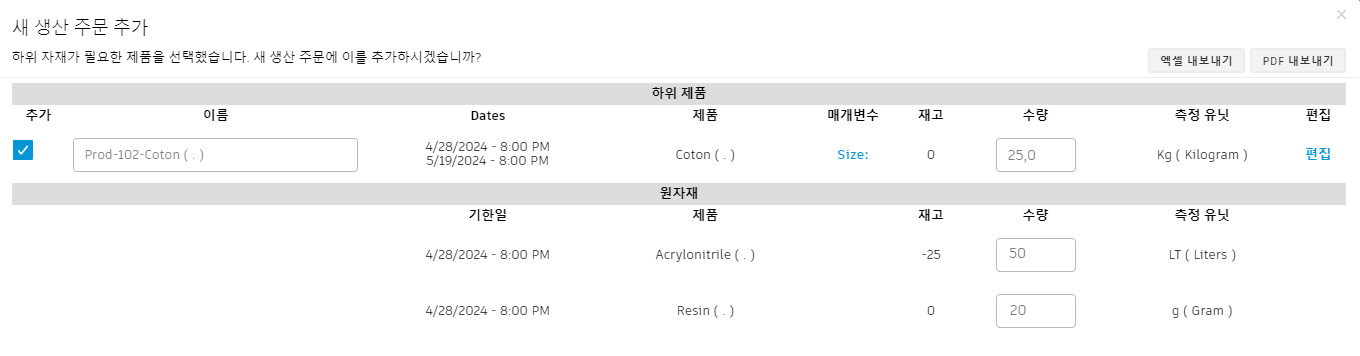 새 생산 주문 추가
×
하위 자재가 필요한 제품을 선택했습니다. 새 생산 주문에 이를 추가하시겠습니까?
엑셀 내보내기 PDF 내보내기
하위 제품
추가 이름 Dates 제품 매개변수 재고 수량 측정 유닛 편집
Prod-102-Coton ( . ) 4/28/2024 - 8:00 PM Coton ( . ) Size: 0 25,0 Kg ( Kilogram ) 편집
5/19/2024 - 8:00 PM
원자재
기한일 제품 재고 수량 측정 유닛
4/28/2024 - 8:00 PM Acrylonitrile ( . ) -25 50 LT ( Liters )
4/28/2024 - 8:00 PM Resin ( . ) 0 20 g ( Gram )